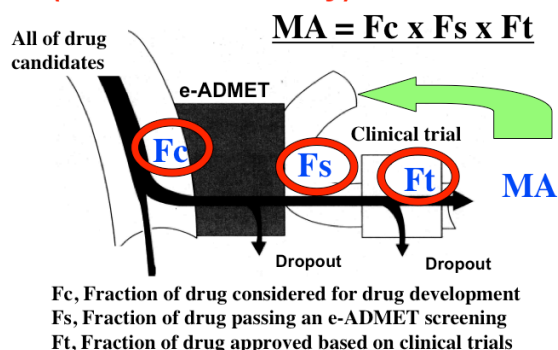 MA = Fc x Fs x Ft
All of drug
candidates
e-ADMET
Clinical trial
Fc
Fs
Ft
MA
Dropout
Dropout
Fc, Fraction of drug considered for drug development
Fs, Fraction of drug passing an e-ADMET screening
Ft, Fraction of drug approved based on clinical trials